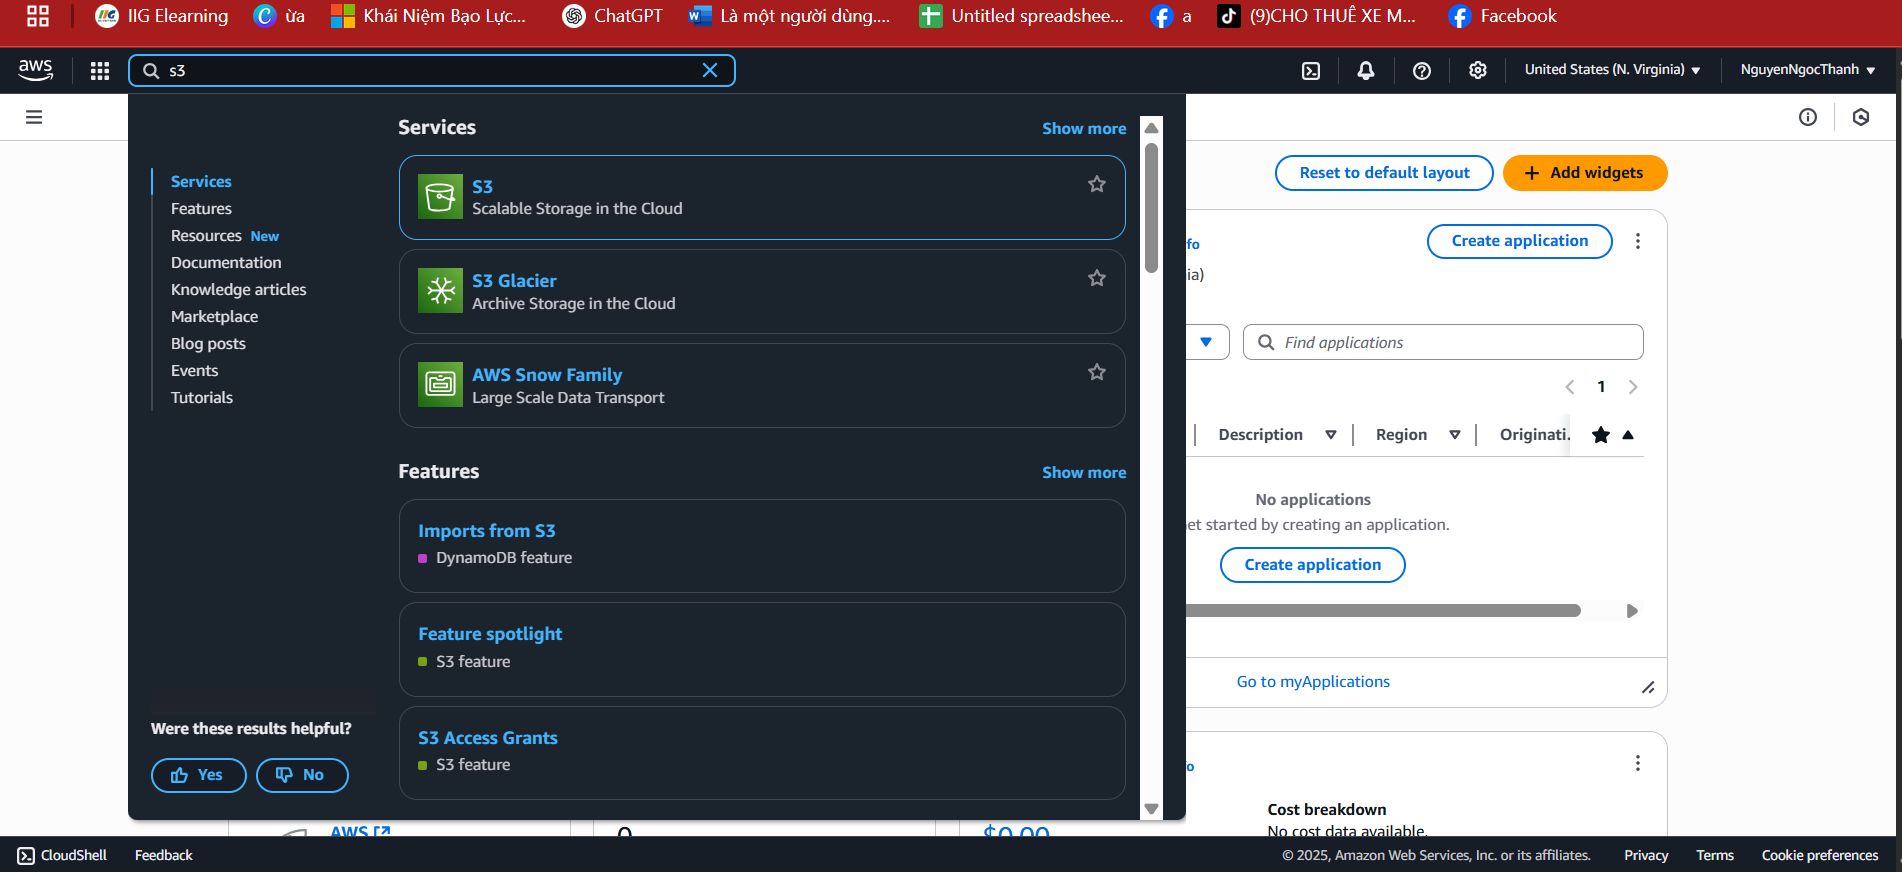 IIG Elearning
ừa
Khái Niệm Bạo Lực...
ChatGPT
Là một người dùng....
Untitled spreadshee...
a
(9)CHO THUÊ XE M...
Facebook
aws
s3
United States (N. Virginia)
NguyenNgocThanh
Services
Features
Resources New
Documentation
Knowledge articles
Marketplace
Blog posts
Events
Tutorials
Were these results helpful?
Yes
No
Services
Show more
S3
Scalable Storage in the Cloud
S3 Glacier
Archive Storage in the Cloud
AWS Snow Family
Large Scale Data Transport
Features
Show more
Imports from S3
DynamoDB feature
Feature spotlight
S3 feature
S3 Access Grants
S3 feature
Reset to default layout
+ Add widgets
fo
Create application
ia)
Find applications
1
Description
Region
Originati.
No applications
et started by creating an application.
Create application
Go to myApplications
fo
Cost breakdown
No cost data available.
AWS
0
$0.00
CloudShell
Feedback
© 2025, Amazon Web Services, Inc. or its affiliates.
Privacy
Terms
Cookie preferences